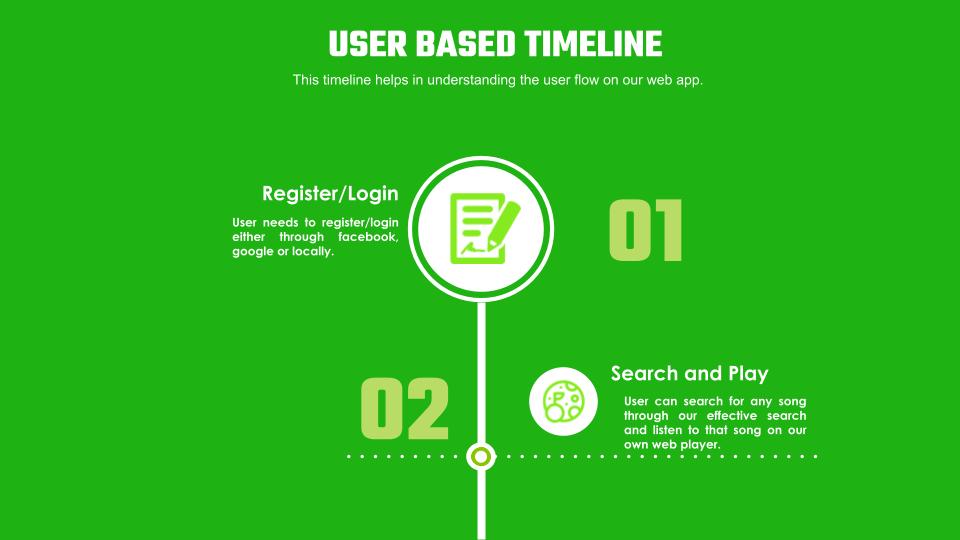 USER BASED TIMELINE
This timeline helps in understanding the user flow on our web app.
Register/Login
User needs to register/login
either through facebook,
google or locally.
01
02
Search and Play
User can search for any song
through our effective search
and listen to that song on our
own web player.